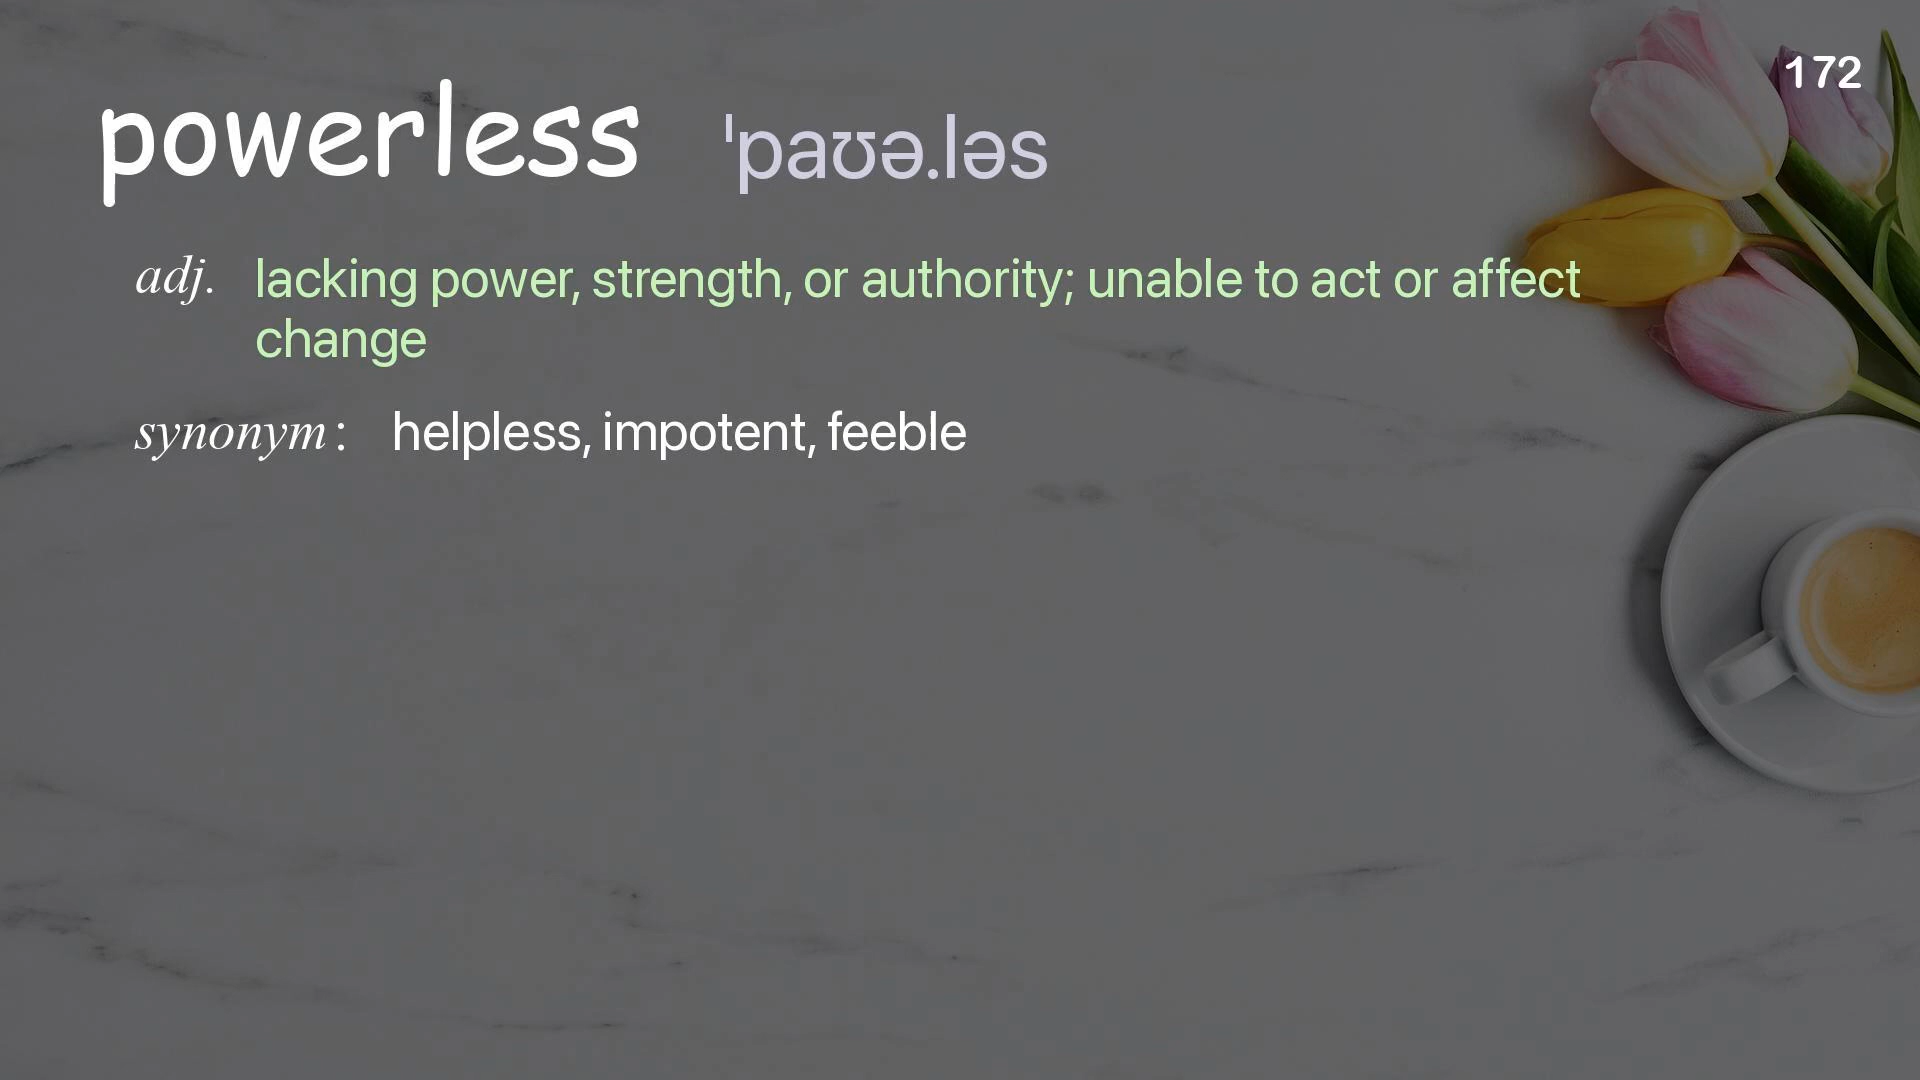 172
powerless ˈpaʊə.ləs
adj. lacking power, strength, or authority; unable to act or affect
change
synonym: helpless, impotent, feeble